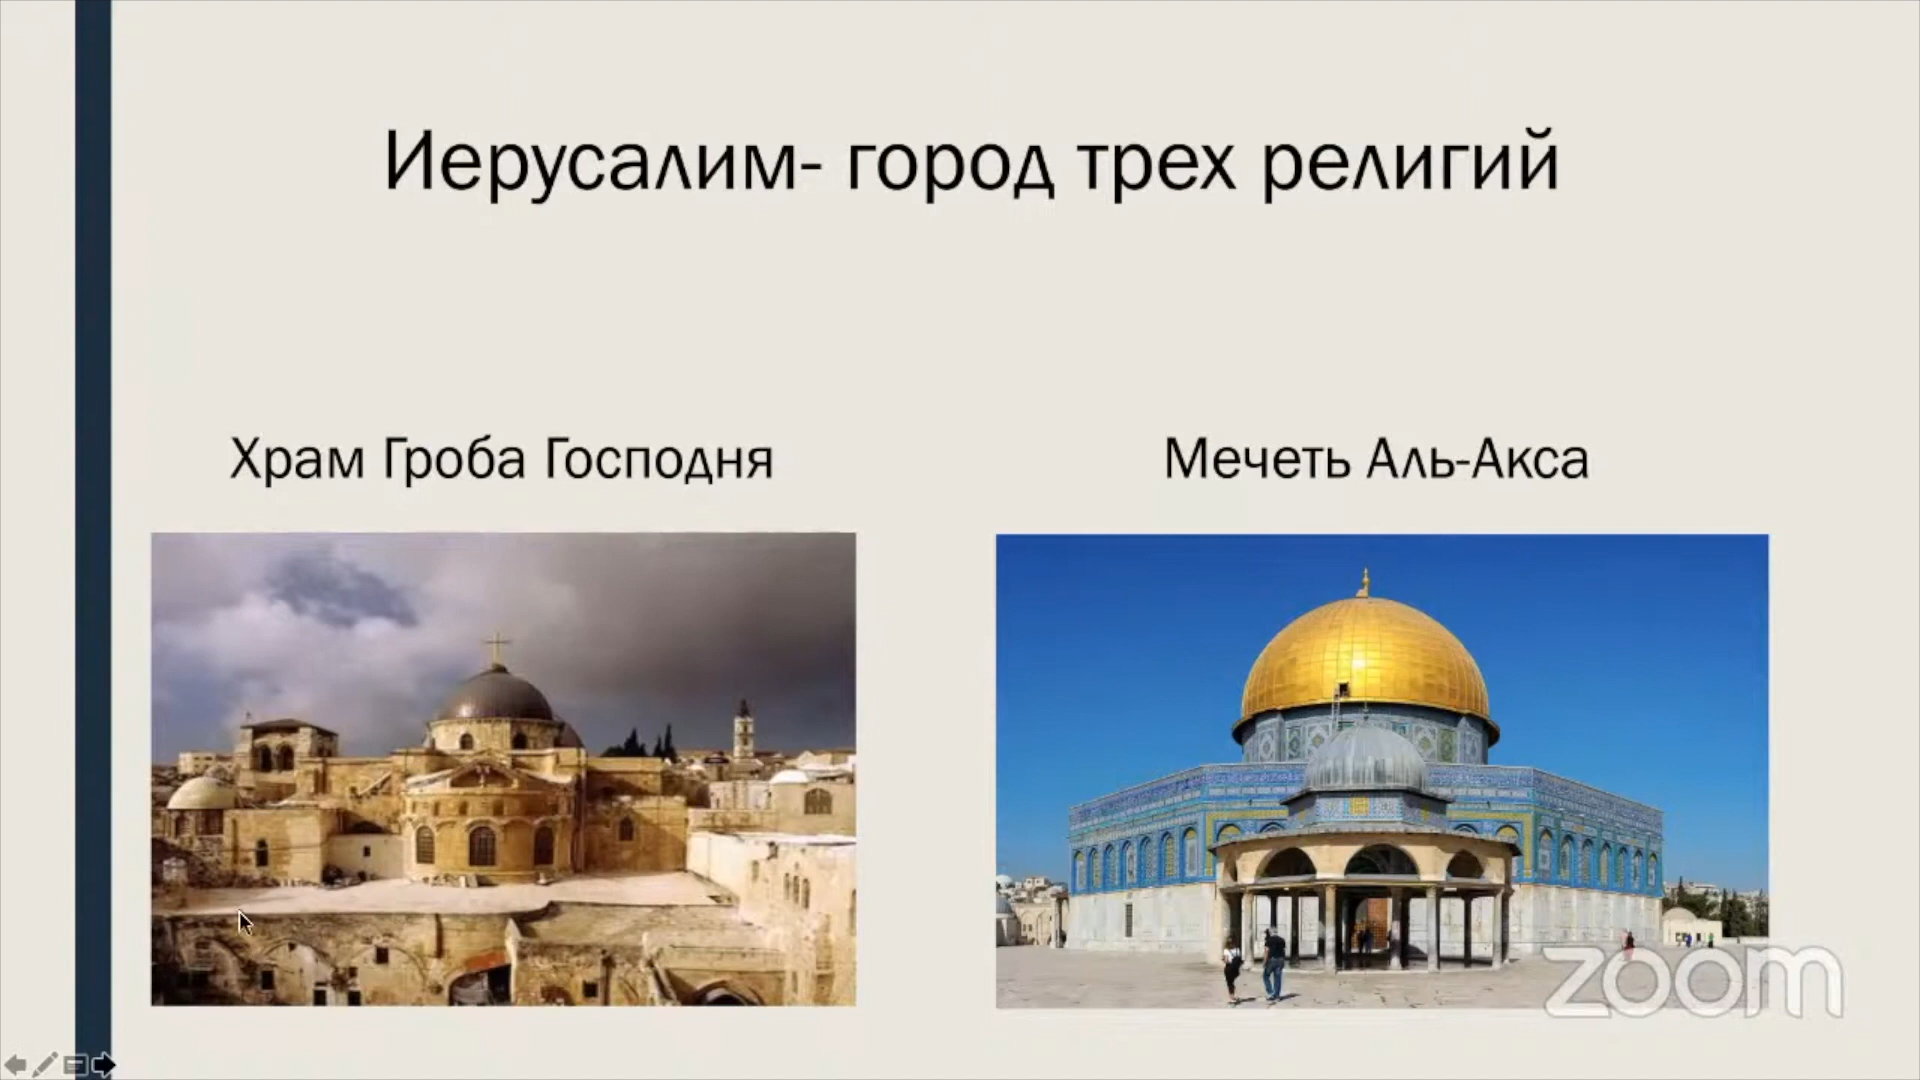 Иерусалим- город трех религий
Храм Гроба Господня
Мечеть Аль-Акса
zoom